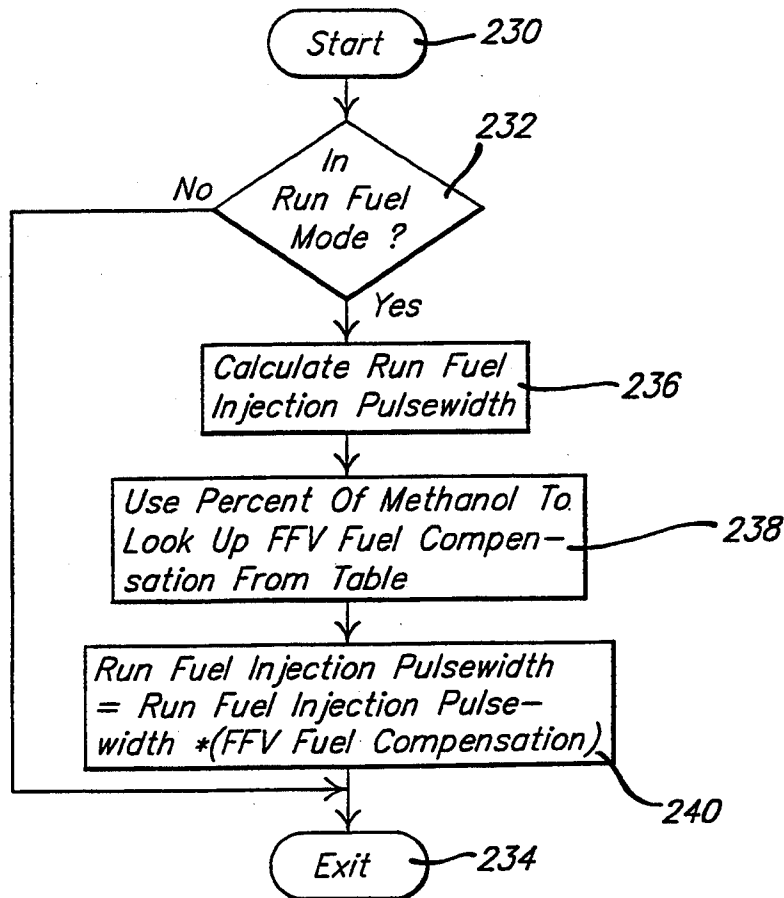 Start
230
In
Run Fuel
Mode ?
232
No
Yes
Calculate Run Fuel
Injection Pulsewidth
236
Use Percent Of Methanol To
Look Up FFV Fuel Compen-
sation From Table
238
Run Fuel Injection Pulsewidth
= Run Fuel Injection Pulse-
width *(FFV Fuel Compensation)
240
Exit
234